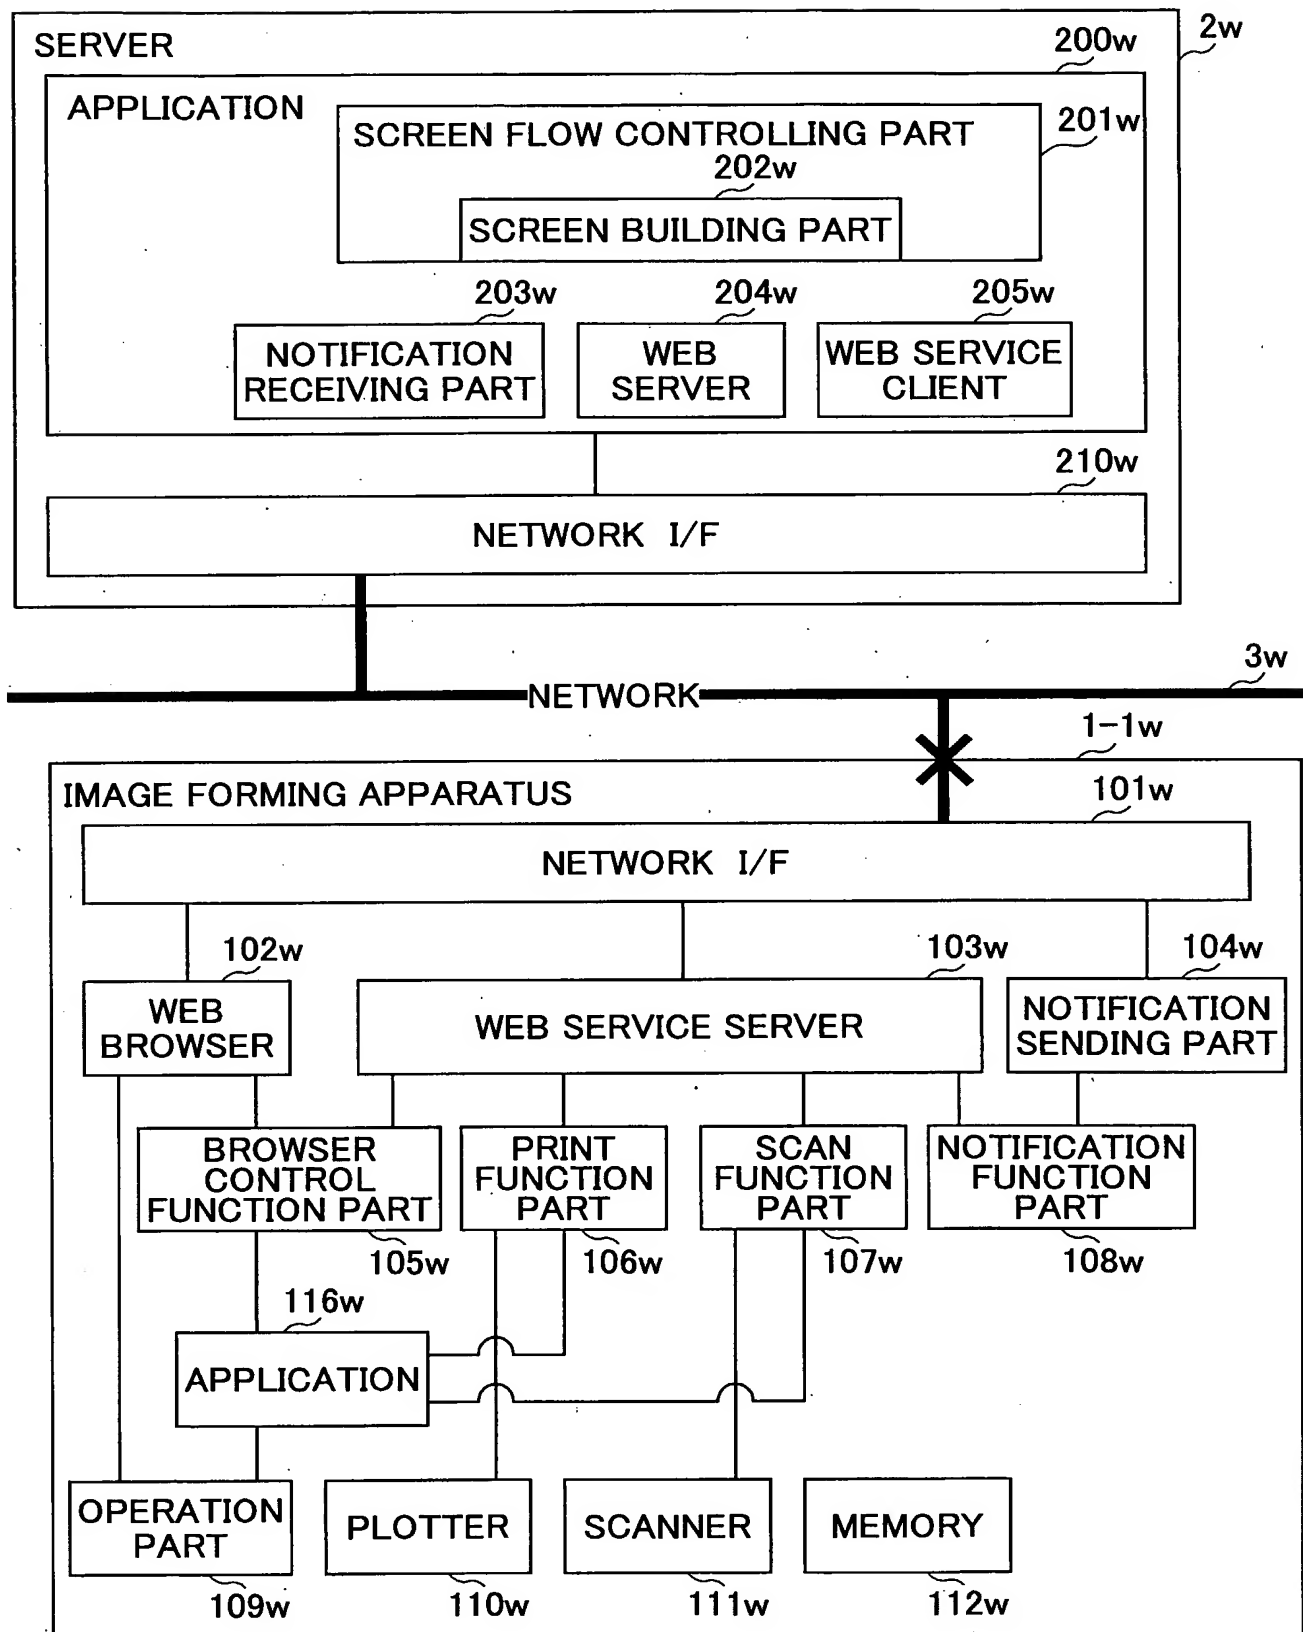 SERVER
2w
200w
APPLICATION
SCREEN FLOW CONTROLLING PART
201w
202w
SCREEN BUILDING PART
203w
204w
205w
NOTIFICATION
RECEIVING PART
WEB
SERVER
WEB SERVICE
CLIENT
210w
NETWORK I/F
3w
NETWORK
1-1w
IMAGE FORMING APPARATUS
101w
NETWORK I/F
102w
103w
104w
WEB
BROWSER
WEB SERVICE SERVER
NOTIFICATION
SENDING PART
BROWSER
CONTROL
FUNCTION PART
PRINT
FUNCTION
PART
SCAN
FUNCTION
PART
NOTIFICATION
FUNCTION
PART
105w
106w
107w
108w
116w
APPLICATION
OPERATION
PART
PLOTTER
SCANNER
MEMORY
109w
110w
111w
112w